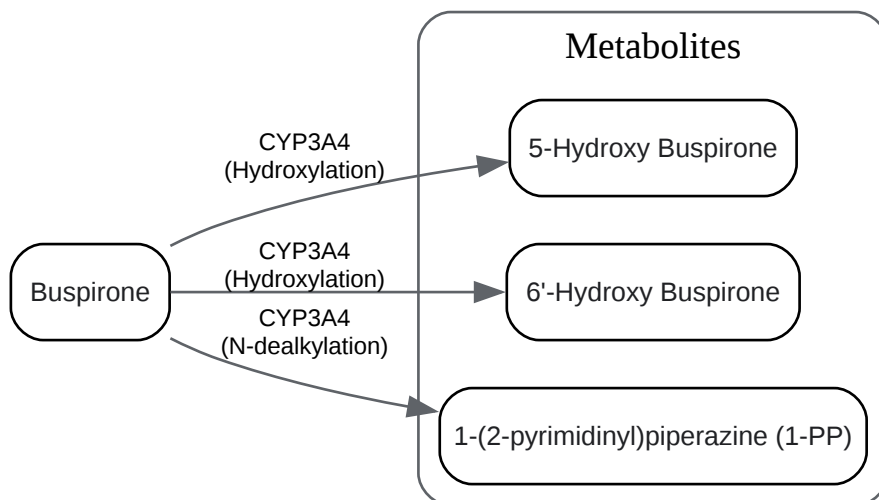 Metabolites
CYP3A4
(Hydroxylation)
5-Hydroxy Buspirone
Buspirone
CYP3A4
(Hydroxylation)
6'-Hydroxy Buspirone
CYP3A4
(N-dealkylation)
1-(2-pyrimidinyl)piperazine (1-PP)